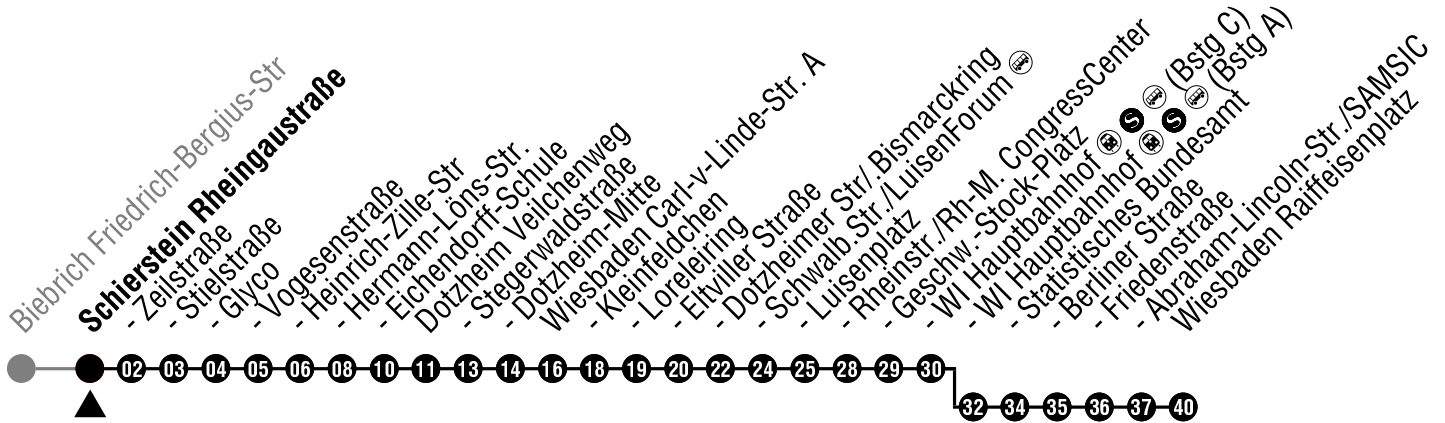 Biebrich Friedrich-Bergius-Str
Schierstein Rheingaustraße
- Zeilstraße
- Stielstraße
- Glyco
- Vogesenstraße
- Heinrich-Zille-Str
- Hermann-Löns-Str.
- Eichendorff-Schule
Dotzheim Veilchenweg
- Stegerwaldstraße
- Dotzheim-Mitte
Wiesbaden Carl-v-Linde-Str. A
- Kleinfeldchen
- Loreleiring
- Eltviller Straße
- Dotzheimer Str/ Bismarckring
- Schwalb.Str./LuisenForum
- Luisenplatz
- Rheinstr./Rh-M. CongressCenter
- Geschw.-Stock-Platz
- WI Hauptbahnhof S (Bstg C)
- WI Hauptbahnhof S (Bstg A)
- Statistisches Bundesamt
- Berliner Straße
- Friedenstraße
- Abraham-Lincoln-Str./SAMSIC
Wiesbaden Raiffeisenplatz
02 03 04 05 06 08 10 11 13 14 16 18 19 20 22 24 25 28 29 30
32 34 35 36 37 40